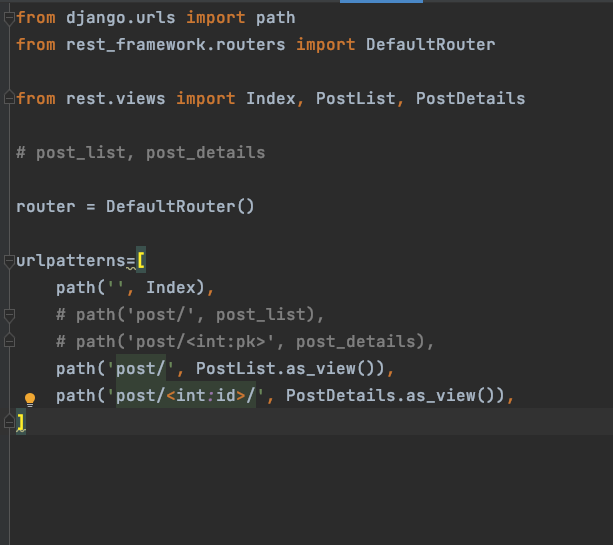 from django.urls import path
from rest_framework.routers import DefaultRouter
from rest.views import Index, PostList, PostDetails
# post_list, post_details
router = DefaultRouter()
urlpatterns=[
    path('', Index),
    # path('post/', post_list),
    # path('post/<int:pk>', post_details),
    path('post/', PostList.as_view()),
    path('post/<int:id>/', PostDetails.as_view()),
]